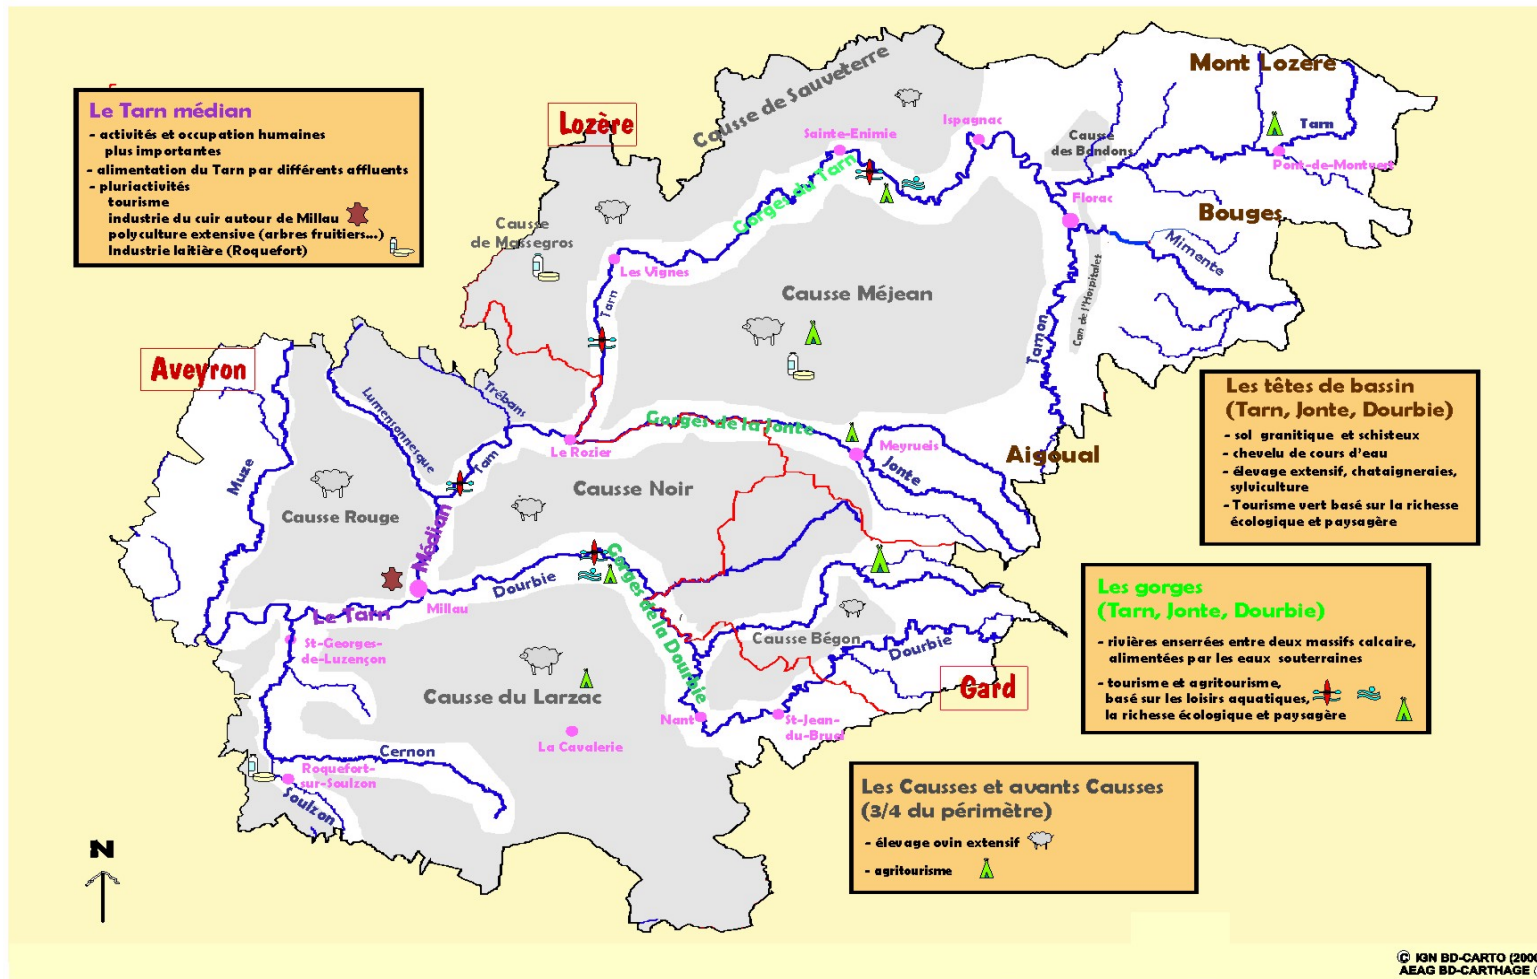 Le Tarn médian
- activités et occupation humaines
plus importantes
- alimentation du Tarn par différents affluents
- pluriactivités
tourisme
industrie du cuir autour de Millau
polyculture extensive (arbres fruitiers...)
Industrie laitière (Roquefort)
Lozère
Causse de Sauveterre
Mont Lozère
Sainte-Enimie
Ispagnac
Causse
des Bondons
Tarn
Pont-de-Montvert
Gorges du Tarn
Florac
Bouges
Mimente
Causse
de Massegros
Les Vignes
Tarn
Causse Méjean
Can de l'Hospitalet
Tarnon
Aveyron
Lumensonnesque
Trébans
Muze
Tarn
Le Rozier
Gorges de la Jonte
Meyrueis
Jonte
Aigoual
Les têtes de bassin
(Tarn, Jonte, Dourbie)
- sol granitique et schisteux
- chevelu de cours d'eau
- élevage extensif, chataigneraies,
sylviculture
- Tourisme vert basé sur la richesse
écologique et paysagère
Causse Rouge
Causse Noir
Médian
Millau
Le Tarn
Dourbie
Gorges de la Dourbie
Causse Bégon
Dourbie
St-Georges-
de-Luzençon
Causse du Larzac
Nant
St-Jean-
du-Bruel
Gard
La Cavalerie
Cernon
Roquefort-
sur-Soulzon
Soulzon
Les gorges
(Tarn, Jonte, Dourbie)
- rivières enserrées entre deux massifs calcaire,
alimentées par les eaux souterraines
- tourisme et agritourisme,
basé sur les loisirs aquatiques,
la richesse écologique et paysagère
Les Causses et avants Causses
(3/4 du périmètre)
- élevage ovin extensif
- agritourisme
N
© IGN BD-CARTO (200
AEAG BD-CARTHAGE (